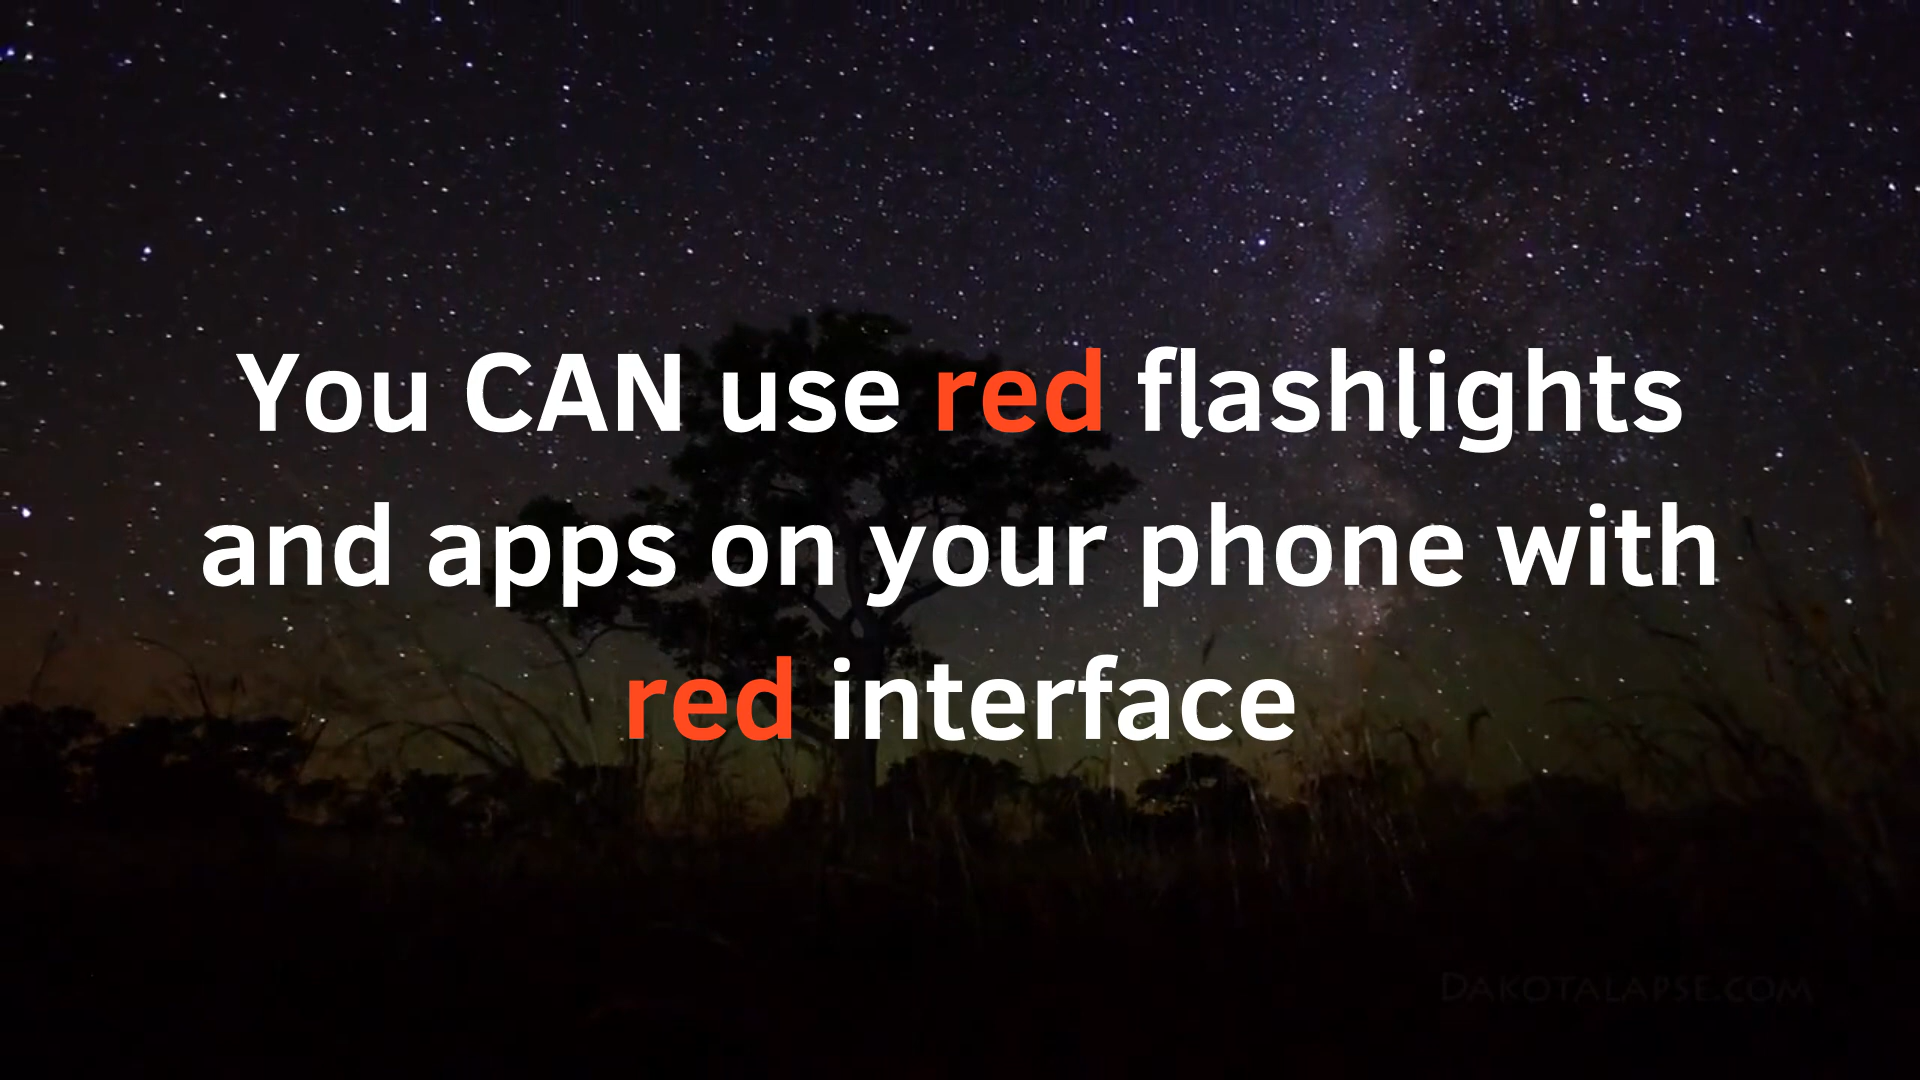 You CAN use red flashlights
and apps on your phone with
red interface
DAKOTALAPSE.COM